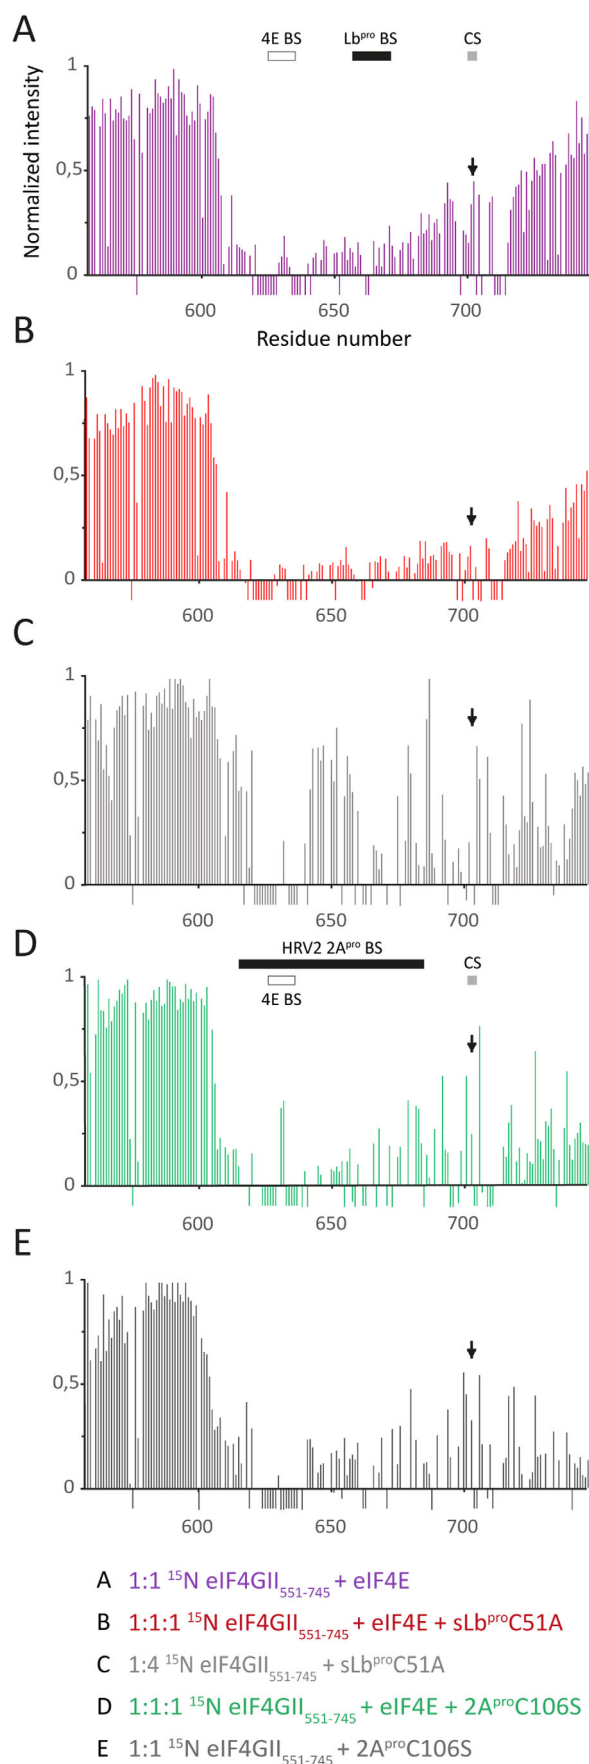 A
4E BS
Lbpro BS
CS
Normalized intensity
1
0,5
0
600
650
700
Residue number
B
1
0,5
0
600
650
700
C
1
0,5
0
600
650
700
D
HRV2 2Apro BS
CS
4E BS
1
0,5
0
600
650
700
E
1
0,5
0
600
650
700
A 1:1 15N eIF4GII551-745 + eIF4E
B 1:1:1 15N eIF4GII551-745 + eIF4E + sLbproC51A
C 1:4 15N eIF4GII551-745 + sLbproC51A
D 1:1:1 15N eIF4GII551-745 + eIF4E + 2AproC106S
E 1:1 15N eIF4GII551-745 + 2AproC106S